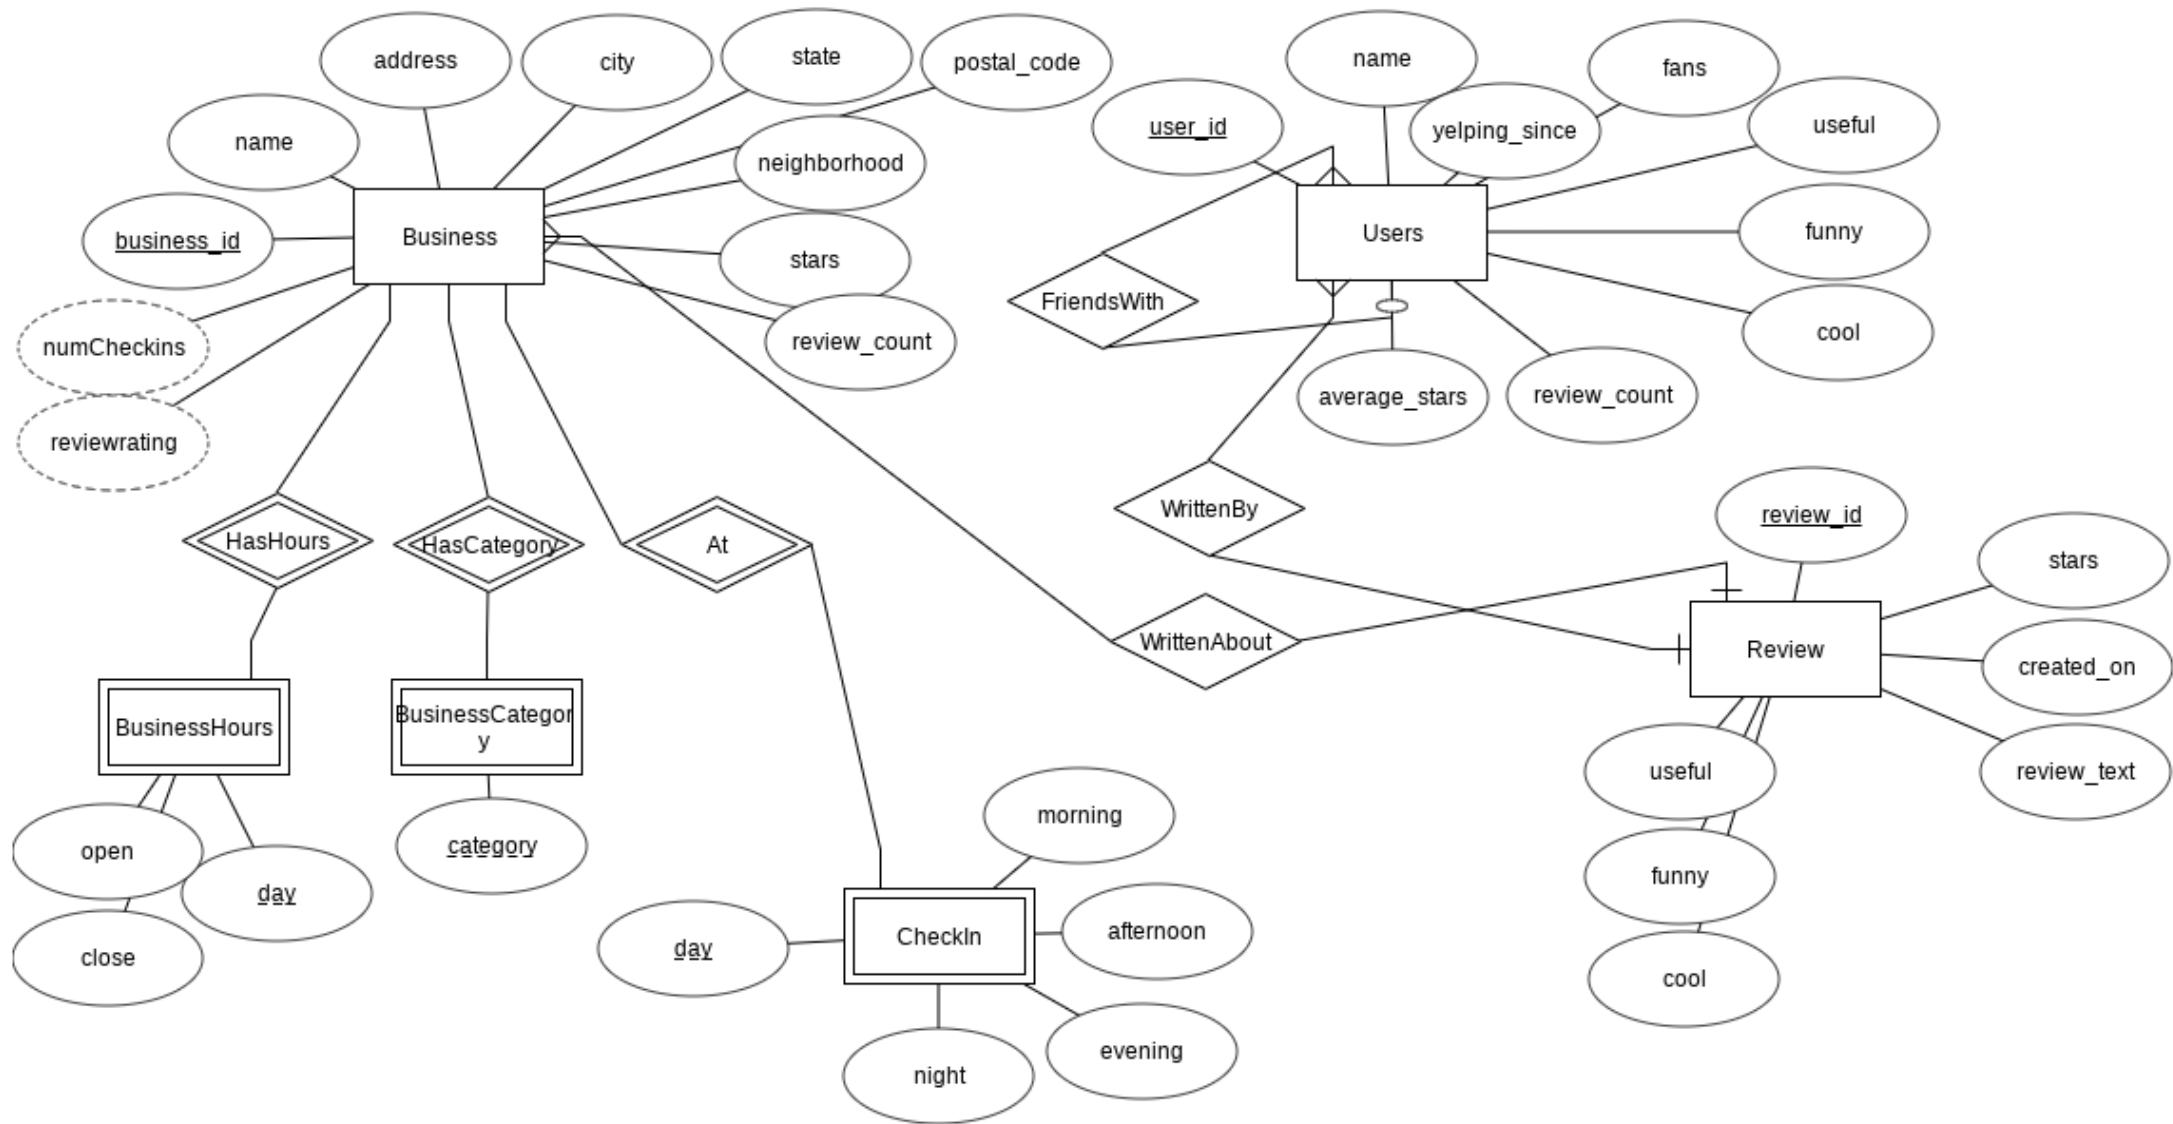 address
city
state
postal_code
name
fans
name
user_id
yelping_since
useful
neighborhood
business_id
Business
stars
Users
funny
numCheckins
review_count
FriendsWith
cool
reviewrating
average_stars
review_count
HasHours
HasCategory
At
WrittenBy
review_id
stars
WrittenAbout
Review
created_on
BusinessHours
BusinessCategor
y
useful
review_text
open
day
category
morning
funny
close
day
CheckIn
afternoon
cool
night
evening